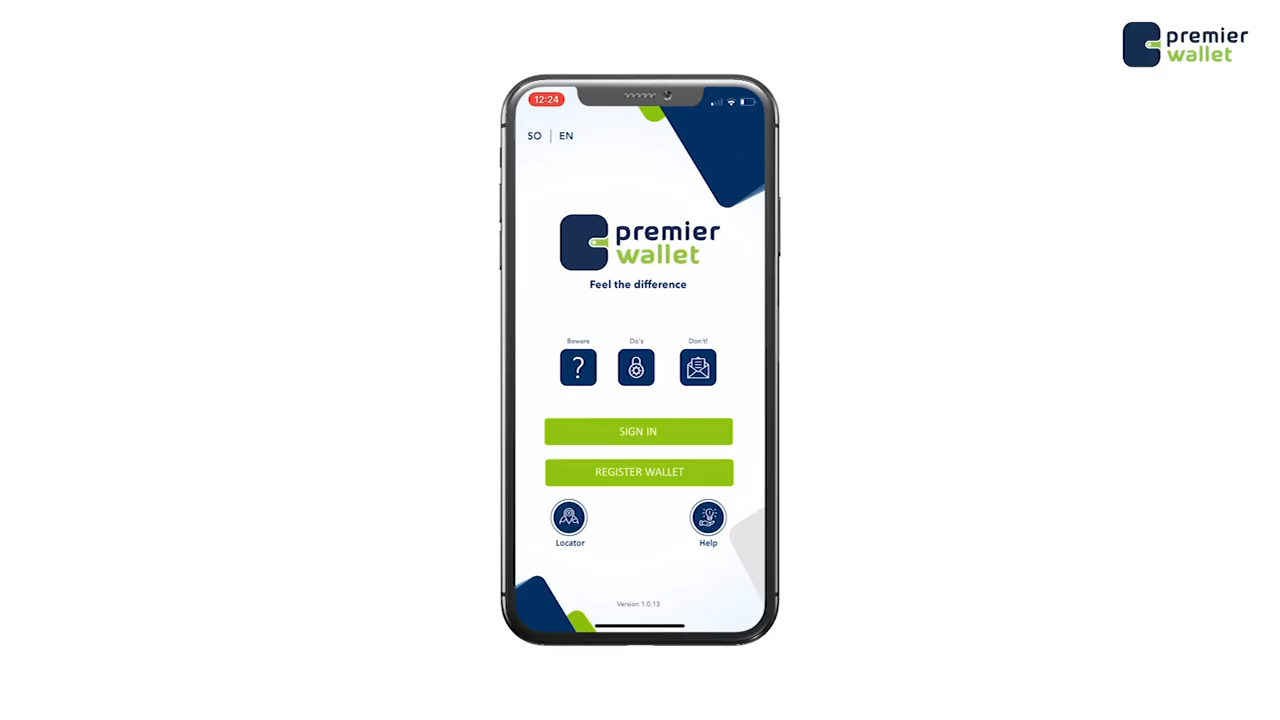 premier
wallet
12:24
SO | EN
premier
wallet
Feel the difference
Beware
Do's
Don't!
SIGN IN
REGISTER WALLET
Locator
Help
Version 1.0.13